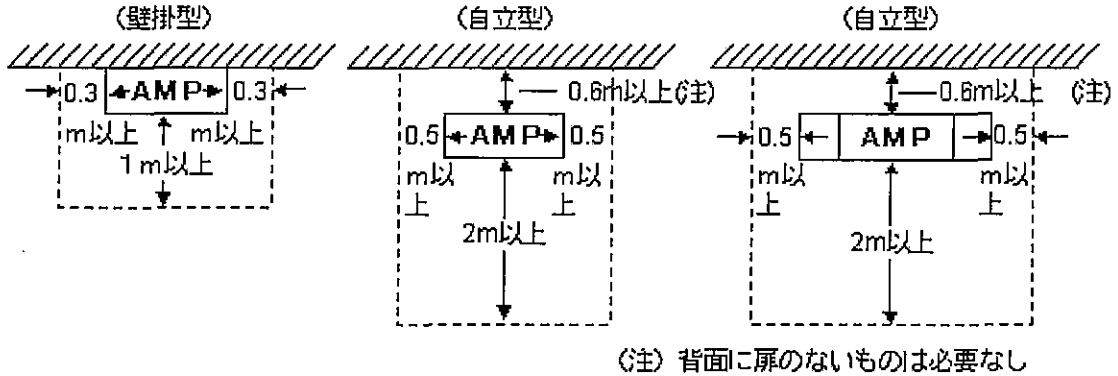 (壁掛型) (自立型) (自立型)
0.3 AMP 0.3 0.6m以上(注) 0.6m以上 (注)
m以上 m以上 0.5 AMP 0.5 0.5 AMP 0.5
1m以上 m以上 m以上 m以上 m以上
2m以上 2m以上
(注) 背面に扉のないものは必要なし